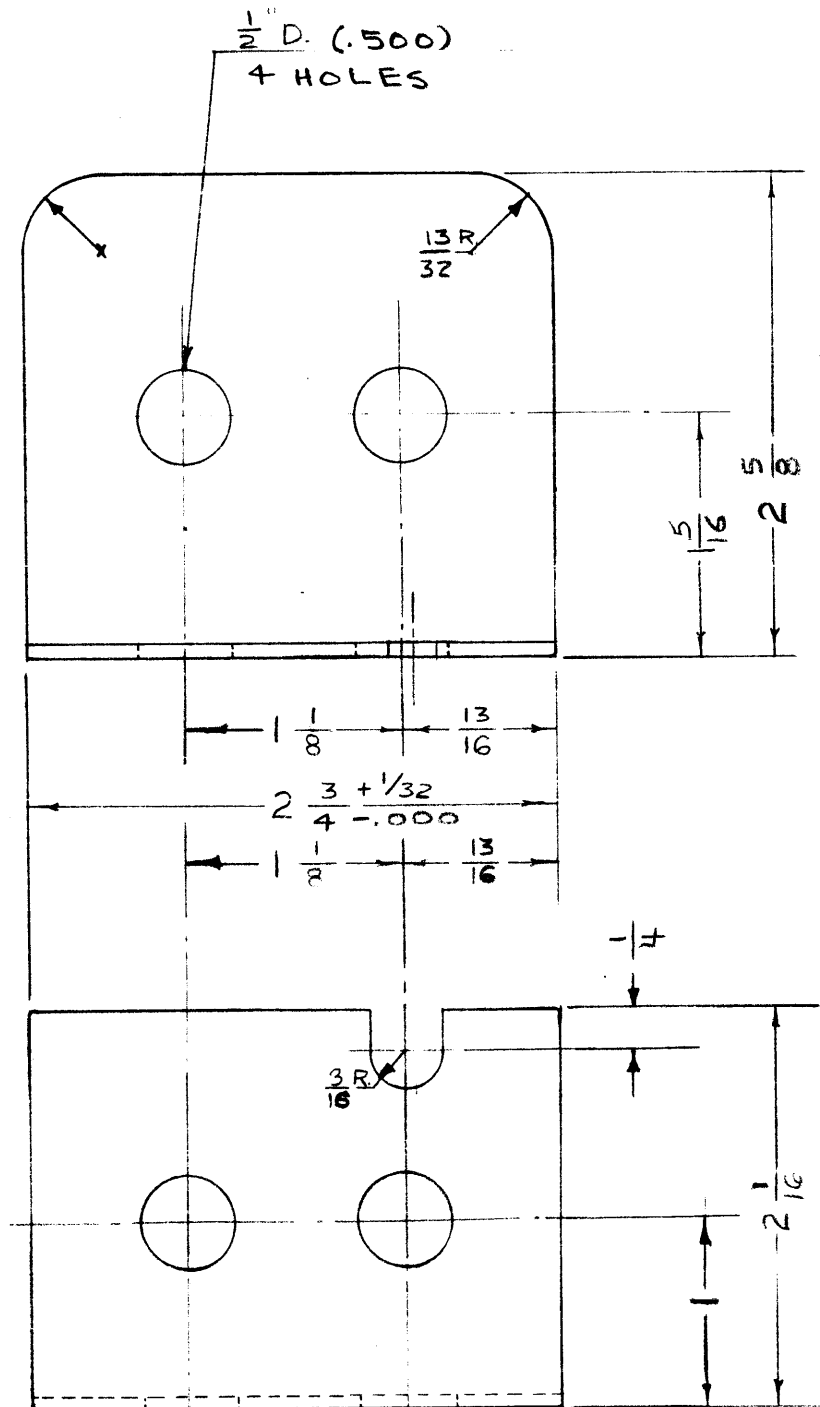 1/2" D. (.500)
4 HOLES
13/32 R.
2 5/8
1 5/16
1 1/8
13/16
2 3/4 +1/32 -.000
1 1/8
13/16
1/4
3/16 R.
2 1/16
1